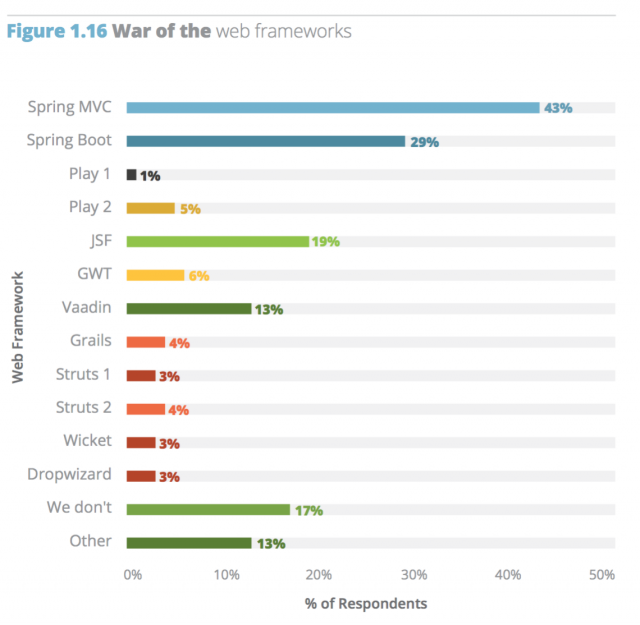 Figure 1.16 War of the web frameworks
Spring MVC 43%
Spring Boot 29%
Play 1 1%
Play 2 5%
JSF 19%
GWT 6%
Vaadin 13%
Grails 4%
Struts 1 3%
Struts 2 4%
Wicket 3%
Dropwizard 3%
We don't 17%
Other 13%
Web Framework
0% 10% 20% 30% 40% 50%
% of Respondents